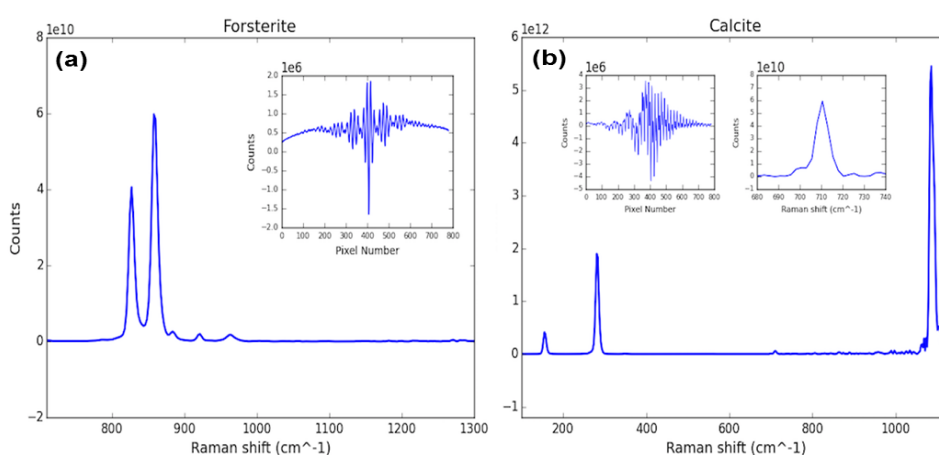 Forsterite
1e10
(a)
8
6
4
2
0
−2
Counts
800
900
1000
1100
1200
1300
Raman shift (cm^-1)
1e6
2.0
1.5
1.0
0.5
0.0
−0.5
−1.0
−1.5
−2.0
Counts
0 100 200 300 400 500 600 700 800
Pixel Number
Calcite
1e12
(b)
6
5
4
3
2
1
0
−1
200
400
600
800
1000
Raman shift (cm^-1)
1e6
4
3
2
1
0
−1
−2
−3
−4
−5
Counts
0 100 200 300 400 500 600 700 800
Pixel Number
1e10
8
7
6
5
4
3
2
1
0
−1
Counts
680 690 700 710 720 730 740
Raman shift (cm^-1)